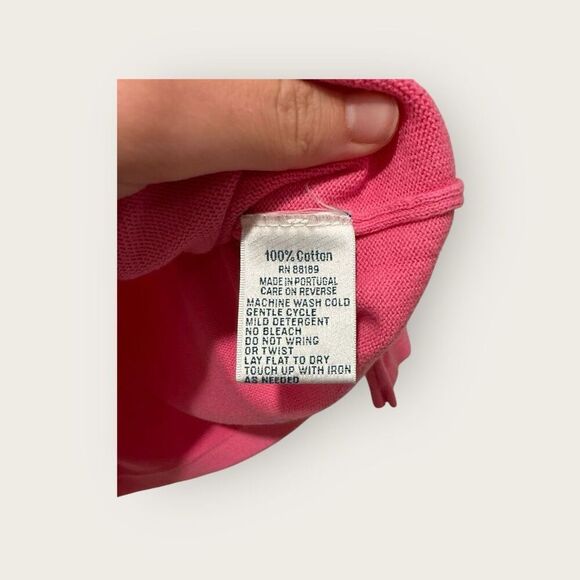 100% Cotton
RN 88189
MADE IN PORTUGAL
CARE ON REVERSE
MACHINE WASH COLD
GENTLE CYCLE
MILD DETERGENT
NO BLEACH
DO NOT WRING
OR TWIST
LAY FLAT TO DRY
TOUCH UP WITH IRON
AS NEEDED